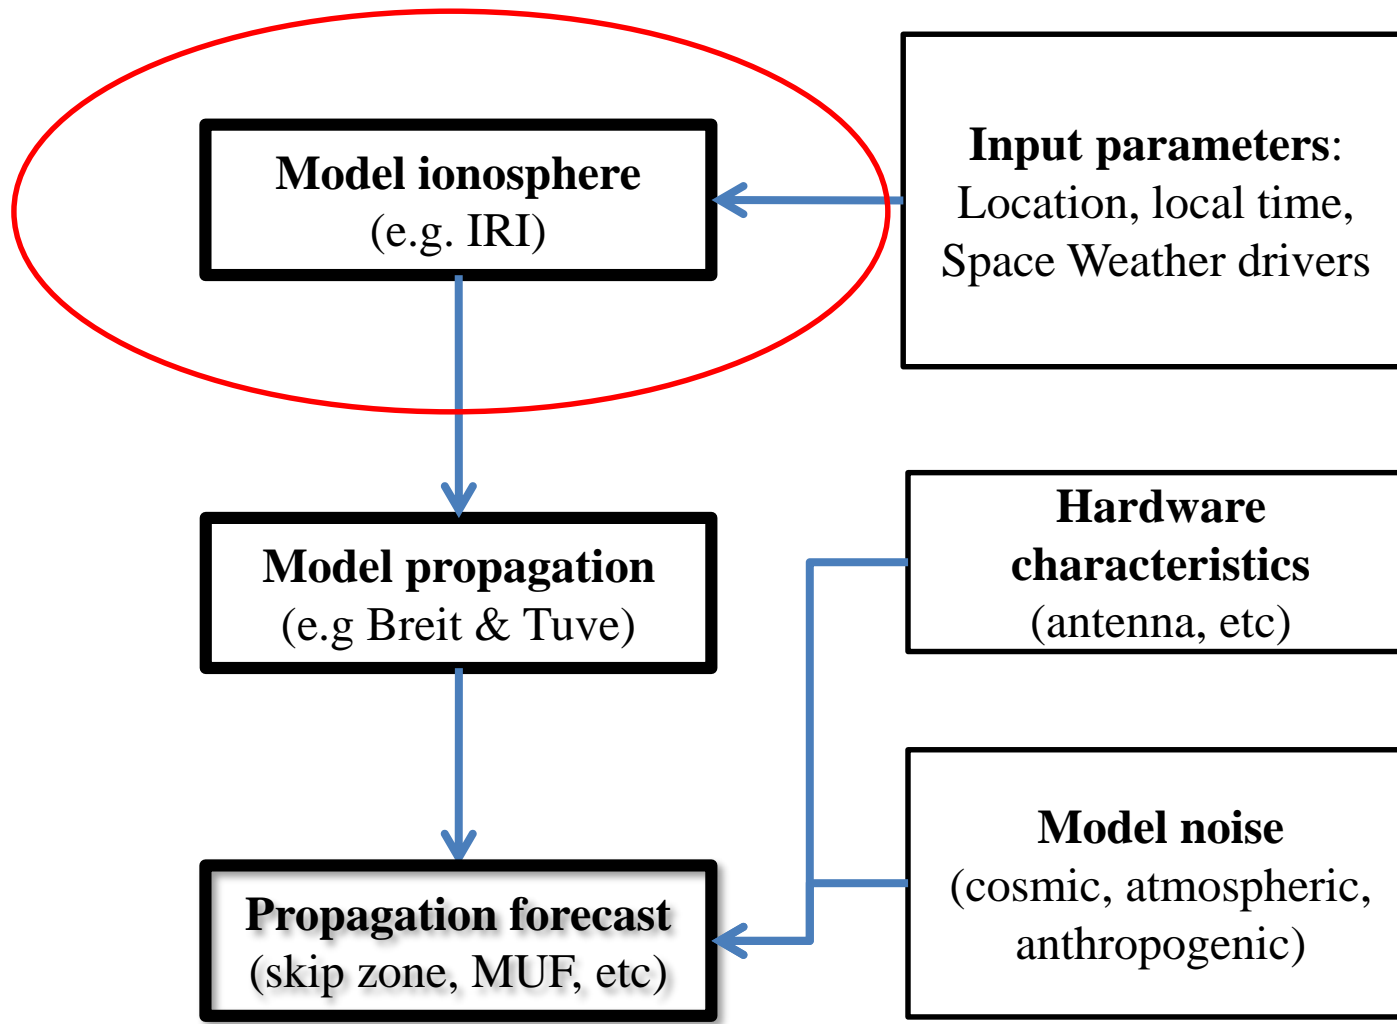 Model ionosphere
(e.g. IRI)
Input parameters:
Location, local time,
Space Weather drivers
Model propagation
(e.g Breit & Tuve)
Hardware
characteristics
(antenna, etc)
Propagation forecast
(skip zone, MUF, etc)
Model noise
(cosmic, atmospheric,
anthropogenic)